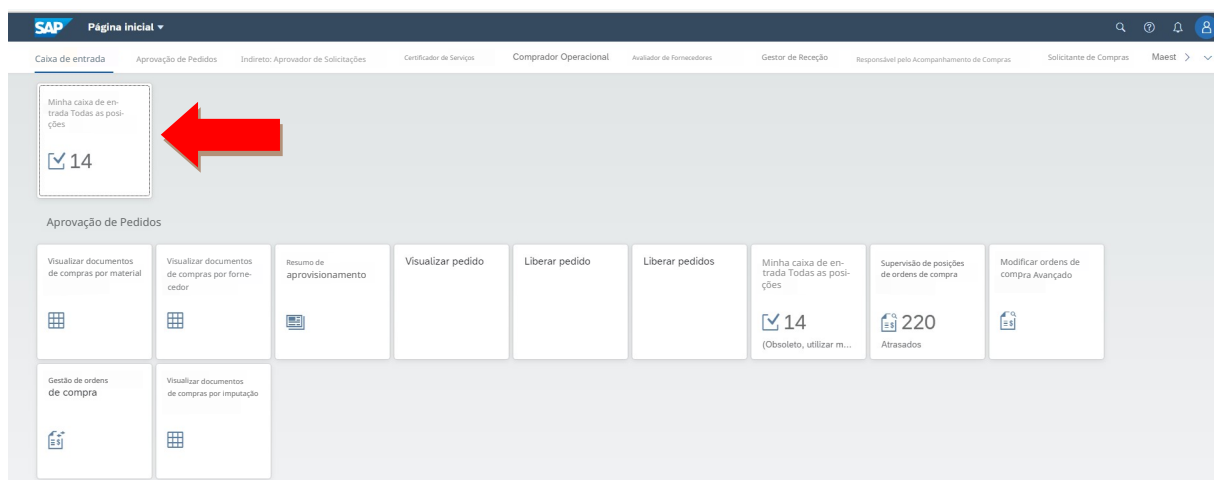 SAP Página inicial
Caixa de entrada Aprovação de Pedidos Indireto: Aprovador de Solicitações Certificador de Serviços Comprador Operacional Avaliador de Fornecedores Gestor de Receção Responsável pelo Acompanhamento de Compras Solicitante de Compras Maest
Minha caixa de en-
trada Todas as posi-
ções
14
Aprovação de Pedidos
Visualizar documentos
de compras por material
Visualizar documentos
de compras por forne-
cedor
Resumo de
aprovisionamento
Visualizar pedido
Liberar pedido
Liberar pedidos
Minha caixa de en-
trada Todas as posi-
ções
14
(Obsoleto, utilizar m...
Supervisão de posições
de ordens de compra
220
Atrasados
Modificar ordens de
compra Avançado
Gestão de ordens
de compra
Visualizar documentos
de compras por imputação